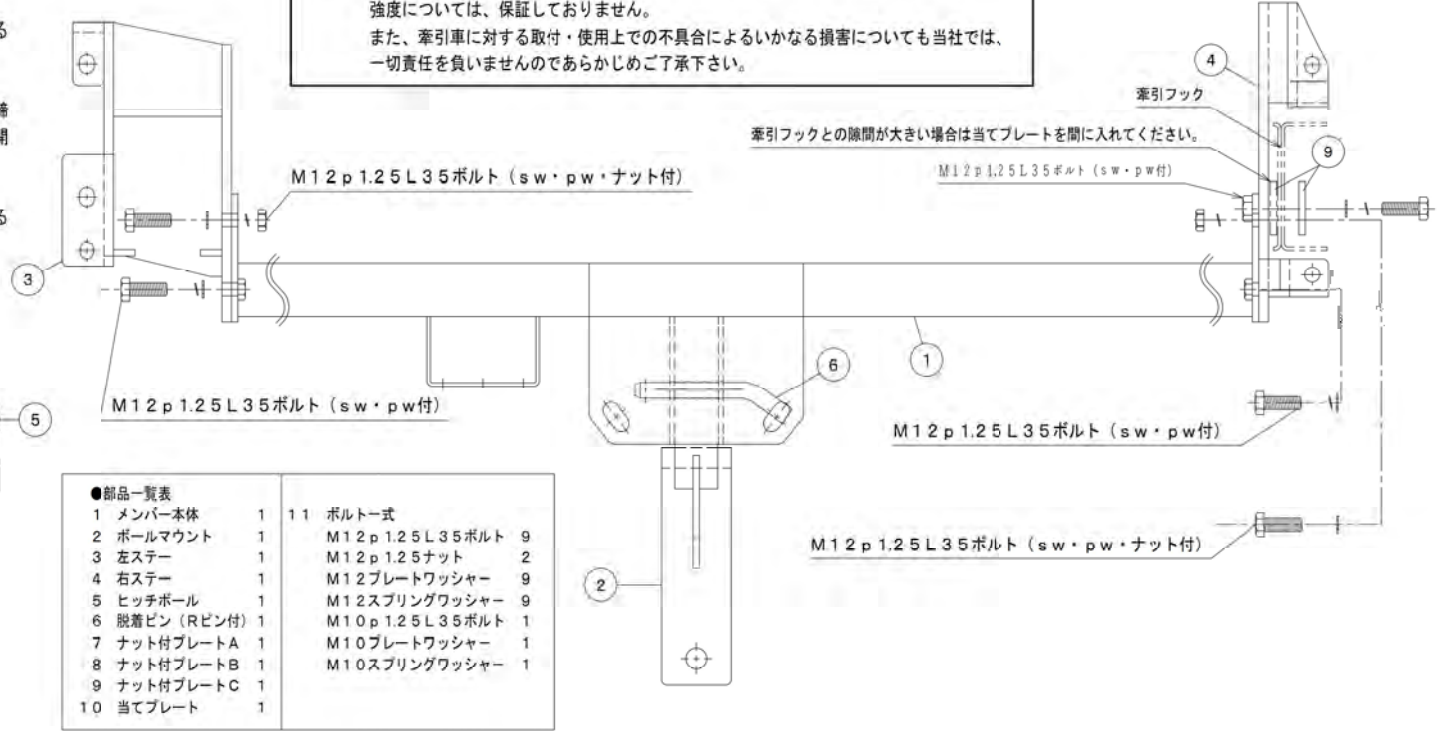 強度については、保証しておりません。
また、牽引車に対する取付・使用上での不具合によるいかなる損害についても当社では、
一切責任を負いませんのであらかじめご了承下さい。
る
締
開
る
4
牽引フック
牽引フックとの隙間が大きい場合は当てプレートを間に入れてください。
9
M12p1.25L35ボルト（sw・pw・ナット付）
M12p1.25L35ボルト（sw・pw付）
3
1
6
M12p1.25L35ボルト（sw・pw付）
5
M12p1.25L35ボルト（sw・pw付）
M12p1.25L35ボルト（sw・pw・ナット付）
2
●部品一覧表
1 メンバー本体 1
2 ボールマウント 1
3 左ステー 1
4 右ステー 1
5 ヒッチボール 1
6 脱着ピン（Rピン付） 1
7 ナット付プレートA 1
8 ナット付プレートB 1
9 ナット付プレートC 1
10 当てプレート 1
11 ボルト一式
M12p1.25L35ボルト 9
M12p1.25ナット 2
M12プレートワッシャー 9
M12スプリングワッシャー 9
M10p1.25L35ボルト 1
M10プレートワッシャー 1
M10スプリングワッシャー 1